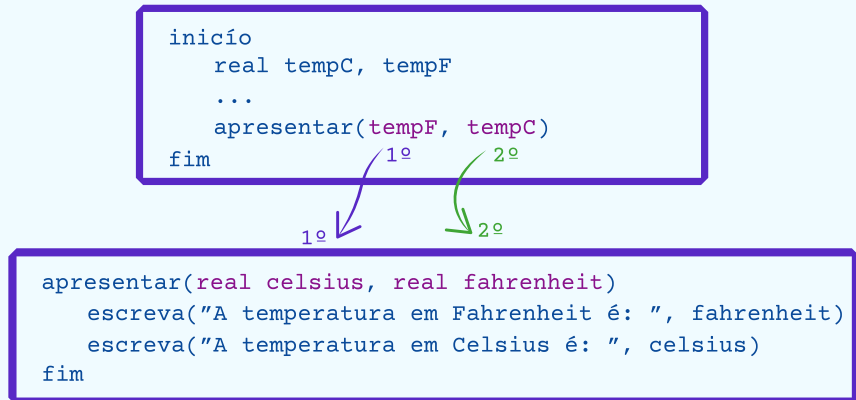 inicío
real tempC, tempF
...
apresentar(tempF, tempC)
fim
1º 2º
1º 2º
apresentar(real celsius, real fahrenheit)
escreva(”A temperatura em Fahrenheit é: ”, fahrenheit)
escreva(”A temperatura em Celsius é: ”, celsius)
fim